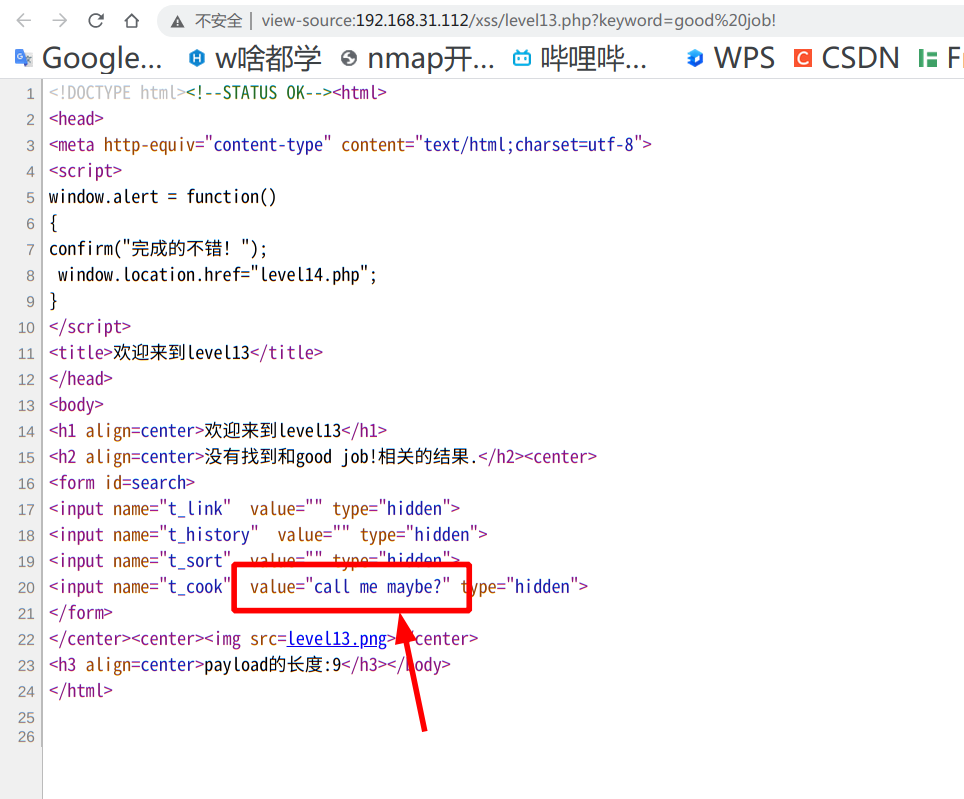 不安全 | view-source:192.168.31.112/xss/level13.php?keyword=good%20job!
Google... w啥都学 nmap开... 哔哩哔... WPS CSDN
1 <!DOCTYPE html><!--STATUS OK--><html>
2 <head>
3 <meta http-equiv="content-type" content="text/html;charset=utf-8">
4 <script>
5 window.alert = function()
6 {
7 confirm("完成的不错！");
8  window.location.href="level14.php";
9 }
10 </script>
11 <title>欢迎来到level13</title>
12 </head>
13 <body>
14 <h1 align=center>欢迎来到level13</h1>
15 <h2 align=center>没有找到和good job!相关的结果.</h2><center>
16 <form id=search>
17 <input name="t_link"  value="" type="hidden">
18 <input name="t_history"  value="" type="hidden">
19 <input name="t_sort"  value="" type="hidden">
20 <input name="t_cook"  value="call me maybe?" type="hidden">
21 </form>
22 </center><center><img src=level13.png></center>
23 <h3 align=center>payload的长度:9</h3></body>
24 </html>
25
26